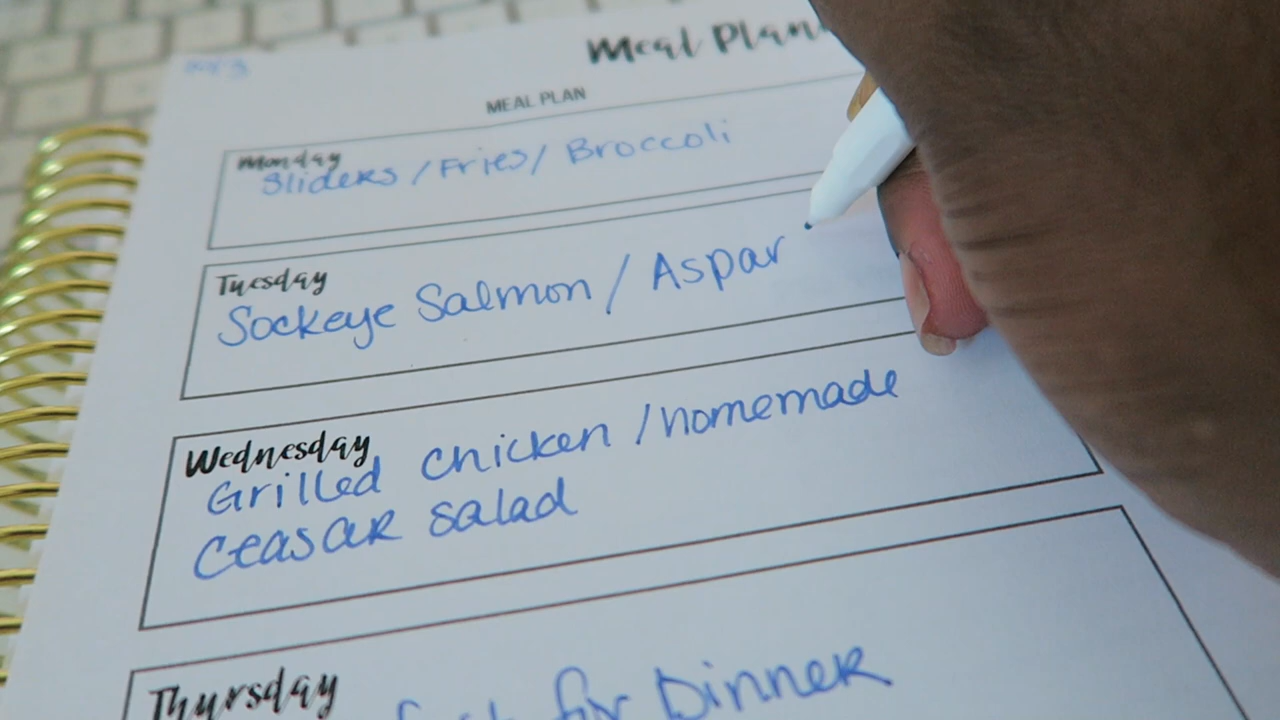 Meal Plan
MEAL PLAN
Monday
Sliders / Fries / Broccoli
Tuesday
Sockeye Salmon / Aspar
Wednesday
Grilled chicken / homemade
Ceasar salad
Thursday
for Dinner